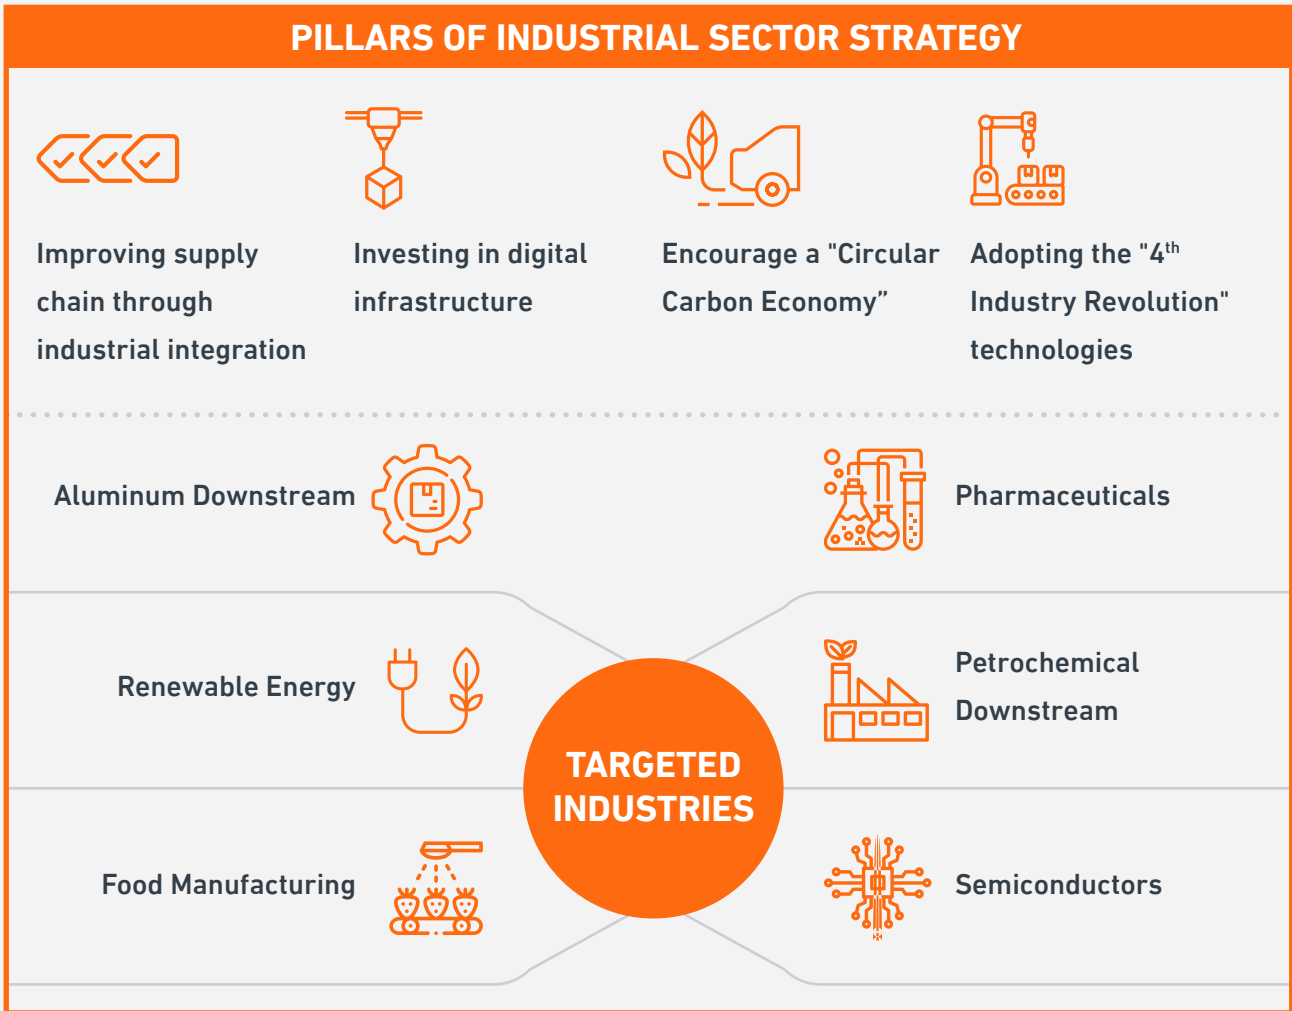 PILLARS OF INDUSTRIAL SECTOR STRATEGY
Improving supply
chain through
industrial integration
Investing in digital
infrastructure
Encourage a "Circular
Carbon Economy”
Adopting the "4th
Industry Revolution"
technologies
Aluminum Downstream
Pharmaceuticals
Renewable Energy
Petrochemical
Downstream
TARGETED
INDUSTRIES
Food Manufacturing
Semiconductors